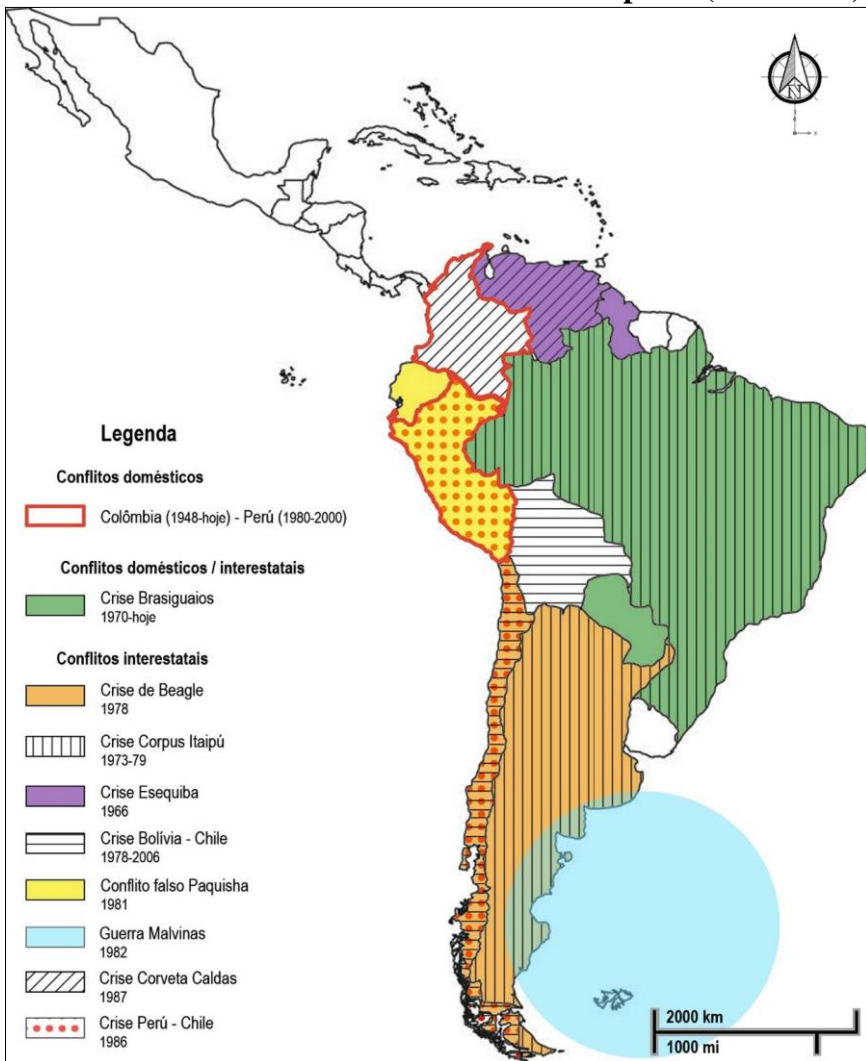 N
Legenda
Conflitos domésticos
Colômbia (1948-hoje) - Perú (1980-2000)
Conflitos domésticos / interestatais
Crise Brasiguaios
1970-hoje
Conflitos interestatais
Crise de Beagle
1978
Crise Corpus Itaipú
1973-79
Crise Esequiba
1966
Crise Bolívia - Chile
1978-2006
Conflito falso Paquisha
1981
Guerra Malvinas
1982
Crise Corveta Caldas
1987
Crise Perú - Chile
1986
2000 km
1000 mi